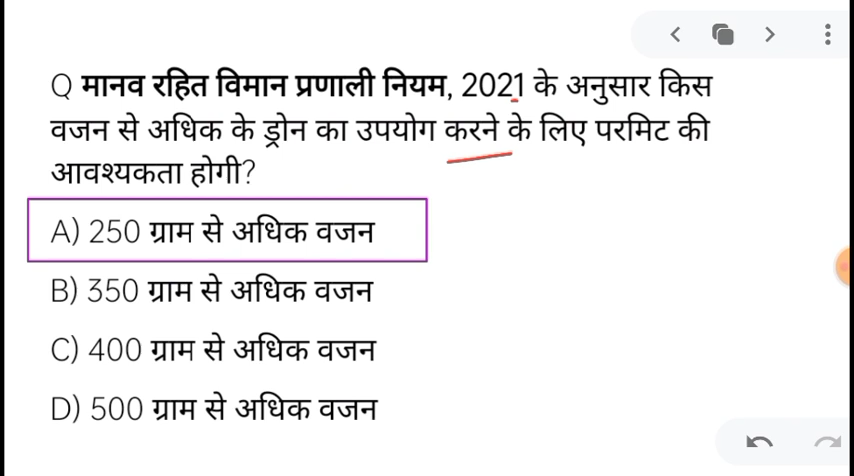 Q मानव रहित विमान प्रणाली नियम, 2021 के अनुसार किस
वजन से अधिक के ड्रोन का उपयोग करने के लिए परमिट की
आवश्यकता होगी?
A) 250 ग्राम से अधिक वजन
B) 350 ग्राम से अधिक वजन
C) 400 ग्राम से अधिक वजन
D) 500 ग्राम से अधिक वजन